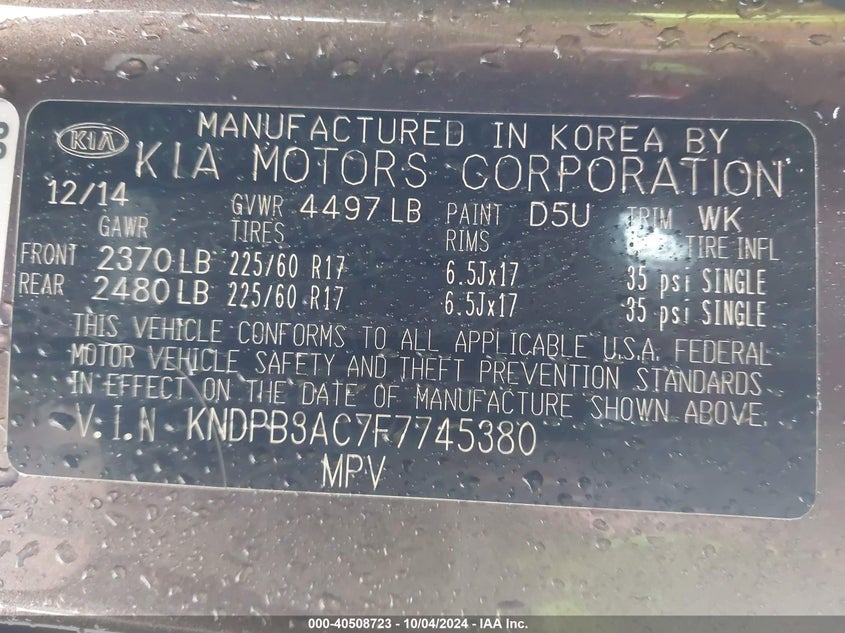 KIA
MANUFACTURED IN KOREA BY
KIA MOTORS CORPORATION
12/14 GVWR 4497 LB PAINT D5U TRIM WK
GAWR TIRES RIMS TIRE INFL
FRONT 2370 LB 225/60 R17 6.5Jx17 35 psi SINGLE
REAR 2480 LB 225/60 R17 6.5Jx17 35 psi SINGLE
THIS VEHICLE CONFORMS TO ALL APPLICABLE U.S.A. FEDERAL
MOTOR VEHICLE SAFETY AND THEFT PREVENTION STANDARDS
IN EFFECT ON THE DATE OF MANUFACTURE SHOWN ABOVE.
V.I.N KNDPB3AC7F7745380
MPV
000-40508723 - 10/04/2024 - IAA Inc.